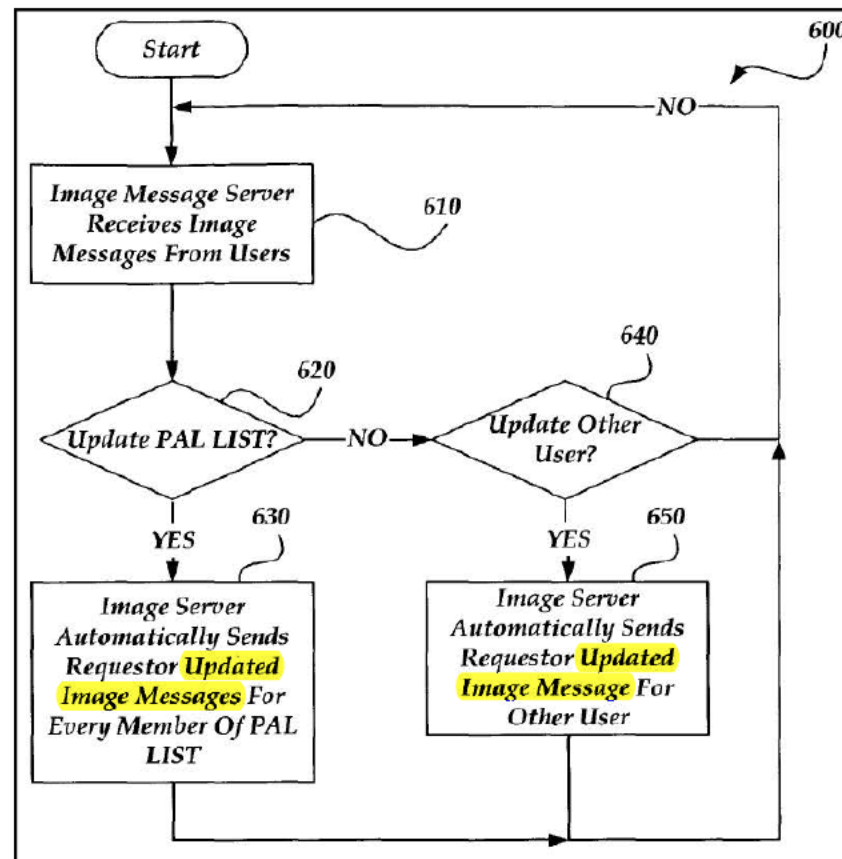 Start
600
NO
Image Message Server
Receives Image
Messages From Users
610
620
Update PAL LIST?
NO
640
Update Other
User?
YES
630
Image Server
Automatically Sends
Requestor Updated
Image Messages For
Every Member Of PAL
LIST
YES
650
Image Server
Automatically Sends
Requestor Updated
Image Message For
Other User